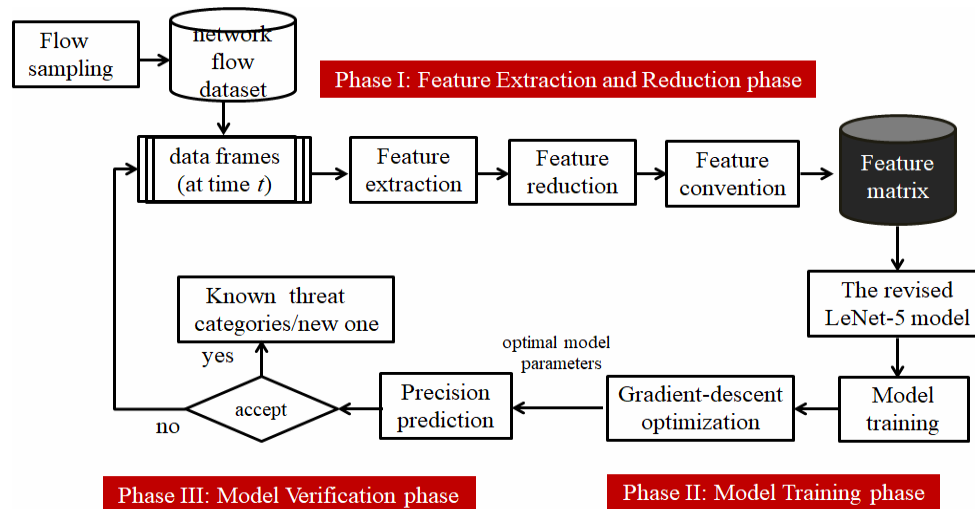 Flow
sampling
network
flow
dataset
Phase I: Feature Extraction and Reduction phase
data frames
(at time t)
Feature
extraction
Feature
reduction
Feature
convention
Feature
matrix
The revised
LeNet-5 model
Model
training
Gradient-descent
optimization
optimal model
parameters
Precision
prediction
accept
yes
no
Known threat
categories/new one
Phase III: Model Verification phase
Phase II: Model Training phase